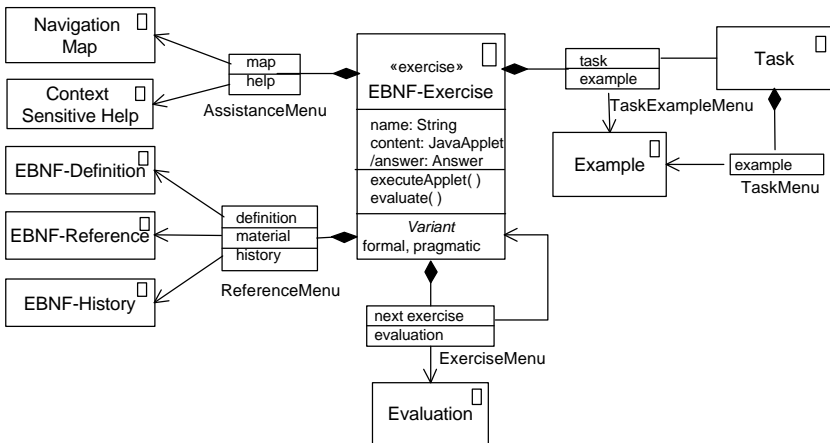 Navigation
Map
map
help
AssistanceMenu
Context
Sensitive Help
«exercise»
EBNF-Exercise
name: String
content: JavaApplet
/answer: Answer
executeApplet( )
evaluate( )
Variant
formal, pragmatic
task
example
TaskExampleMenu
Task
Example
example
TaskMenu
EBNF-Definition
EBNF-Reference
EBNF-History
definition
material
history
ReferenceMenu
next exercise
evaluation
ExerciseMenu
Evaluation